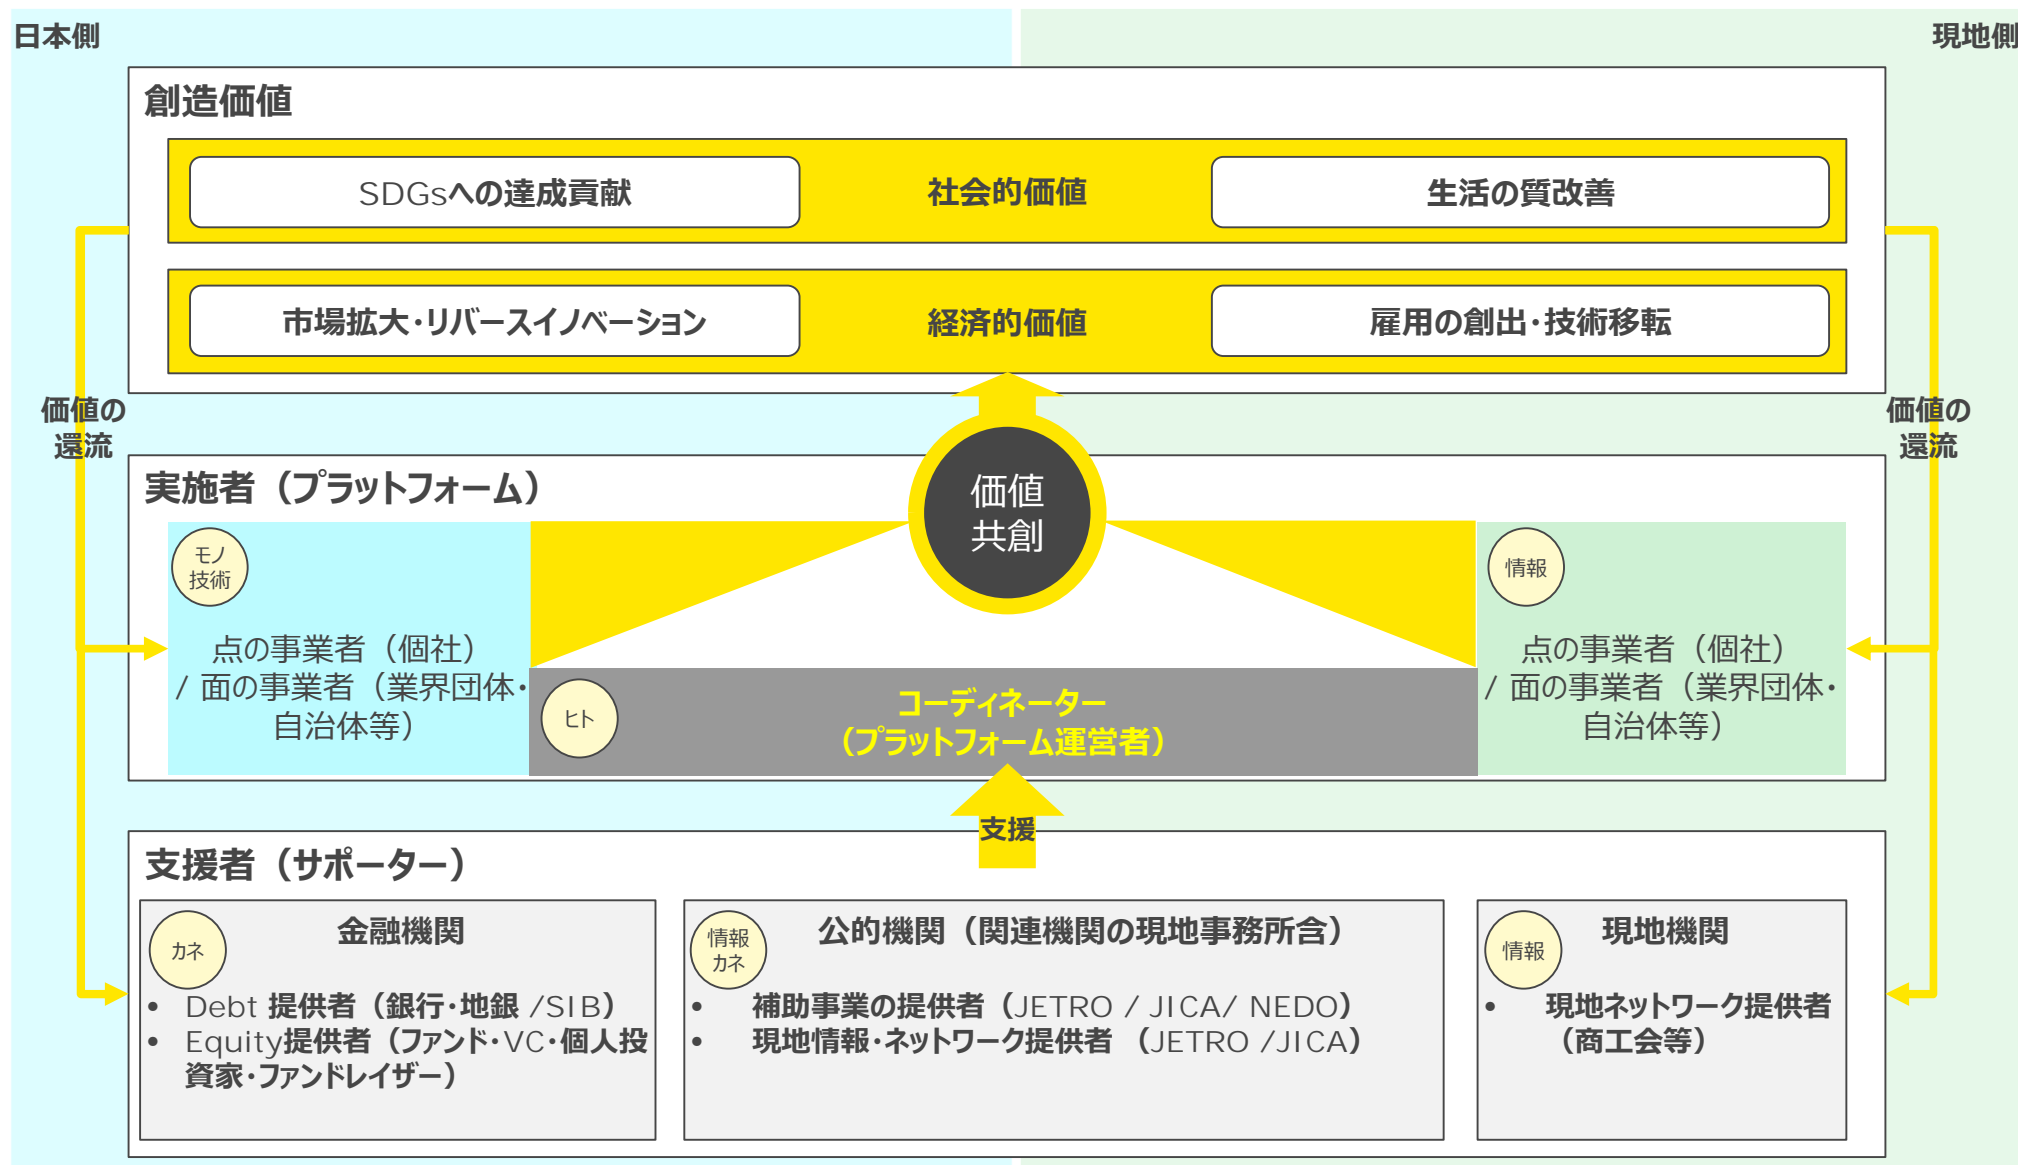 日本側
現地側
創造価値
SDGsへの達成貢献
社会的価値
生活の質改善
市場拡大・リバースイノベーション
経済的価値
雇用の創出・技術移転
価値の
還流
価値の
還流
実施者（プラットフォーム）
価値
共創
モノ
技術
点の事業者（個社）
/ 面の事業者（業界団体・
自治体等）
ヒト
コーディネーター
（プラットフォーム運営者）
情報
点の事業者（個社）
/ 面の事業者（業界団体・
自治体等）
支援
支援者（サポーター）
カネ
金融機関
• Debt 提供者（銀行・地銀 /SIB）
• Equity提供者（ファンド・VC・個人投
資家・ファンドレイザー）
情報
カネ
公的機関（関連機関の現地事務所含）
• 補助事業の提供者（JETRO / JICA/ NEDO）
• 現地情報・ネットワーク提供者 （JETRO /JICA）
情報
現地機関
• 現地ネットワーク提供者
（商工会等）